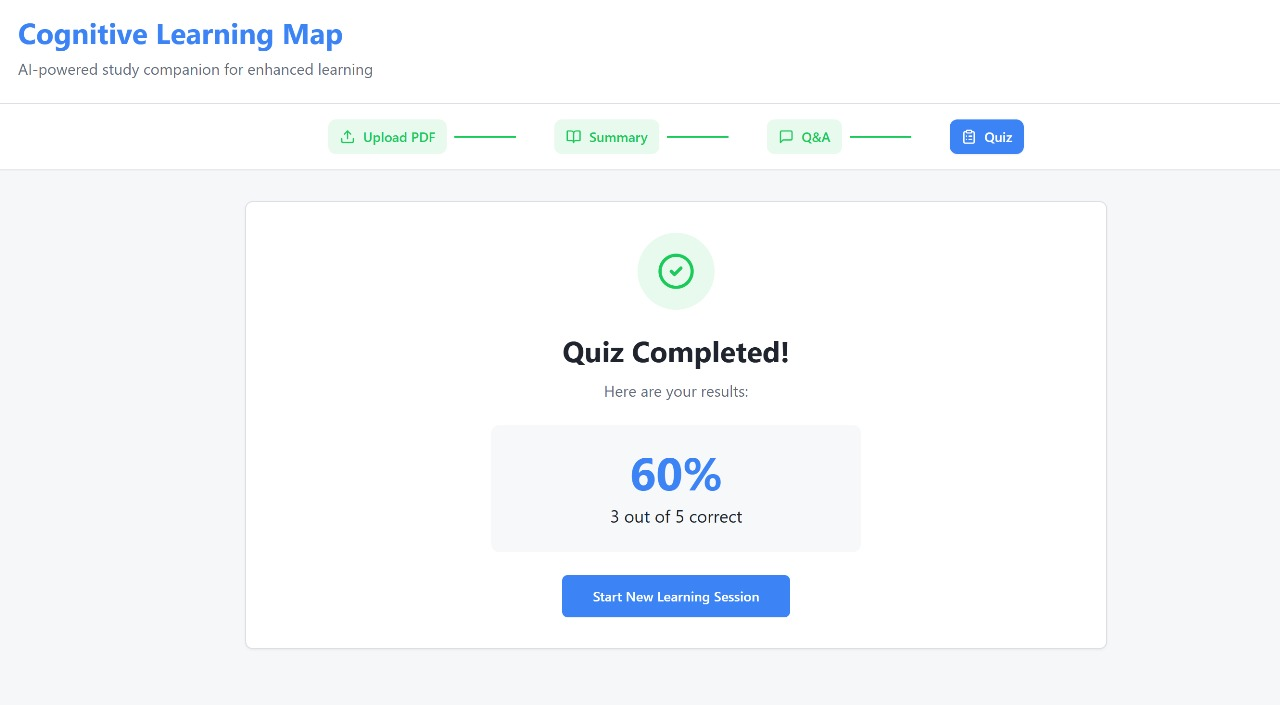 Cognitive Learning Map
AI-powered study companion for enhanced learning
Upload PDF
Summary
Q&A
Quiz
Quiz Completed!
Here are your results:
60%
3 out of 5 correct
Start New Learning Session